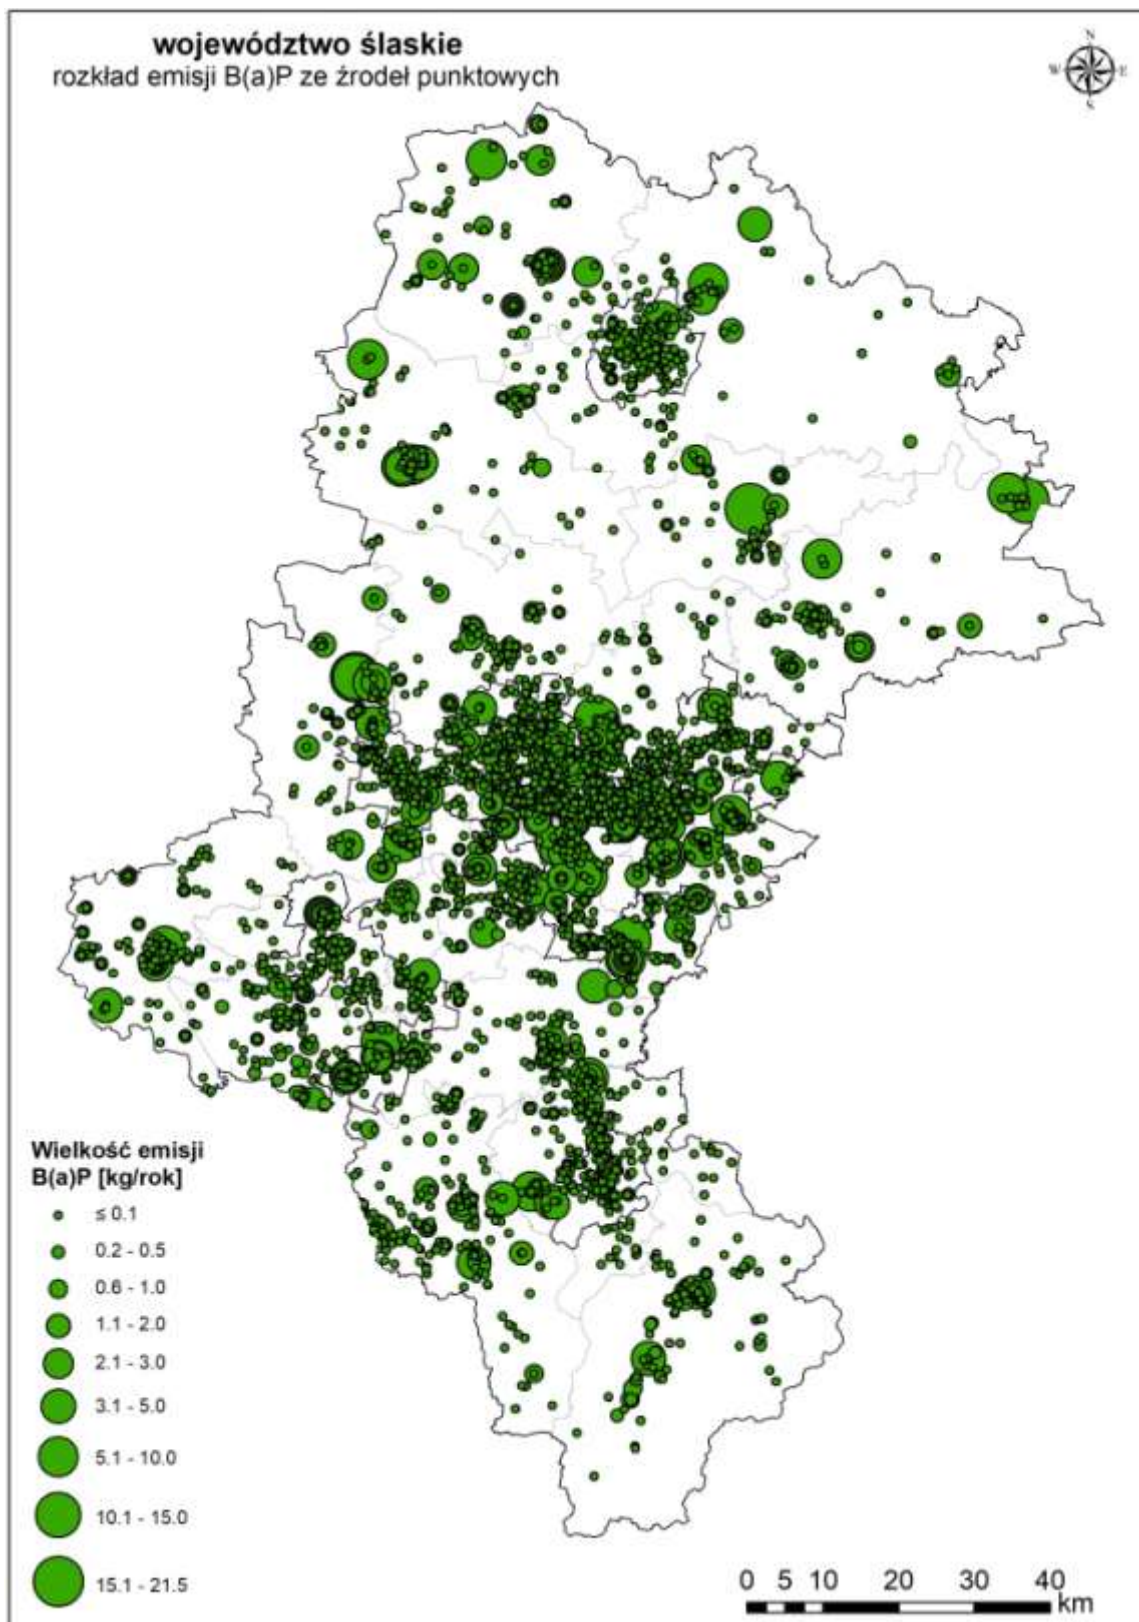 województwo ślaskie
rozkład emisji B(a)P ze źrodeł punktowych
N
W
E
S
Wielkość emisji
B(a)P [kg/rok]
≤ 0.1
0.2 - 0.5
0.6 - 1.0
1.1 - 2.0
2.1 - 3.0
3.1 - 5.0
5.1 - 10.0
10.1 - 15.0
15.1 - 21.5
0 5 10 20 30 40
km